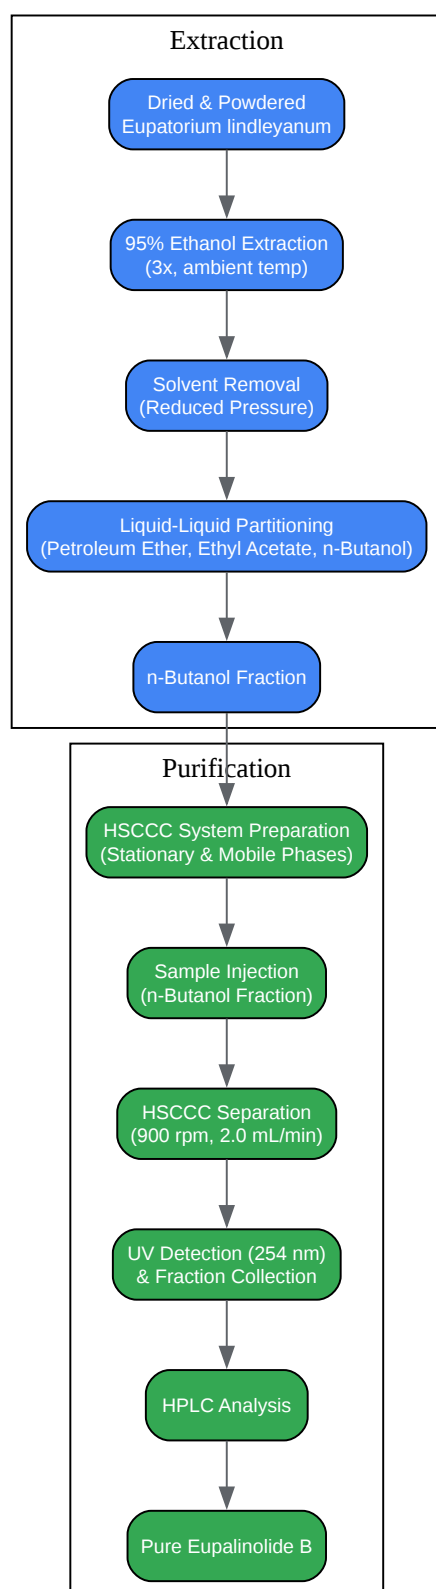 Extraction
Dried & Powdered
Eupatorium lindleyanum
95% Ethanol Extraction
(3x, ambient temp)
Solvent Removal
(Reduced Pressure)
Liquid-Liquid Partitioning
(Petroleum Ether, Ethyl Acetate, n-Butanol)
n-Butanol Fraction
Purification
HSCCC System Preparation
(Stationary & Mobile Phases)
Sample Injection
(n-Butanol Fraction)
HSCCC Separation
(900 rpm, 2.0 mL/min)
UV Detection (254 nm)
& Fraction Collection
HPLC Analysis
Pure Eupalinolide B